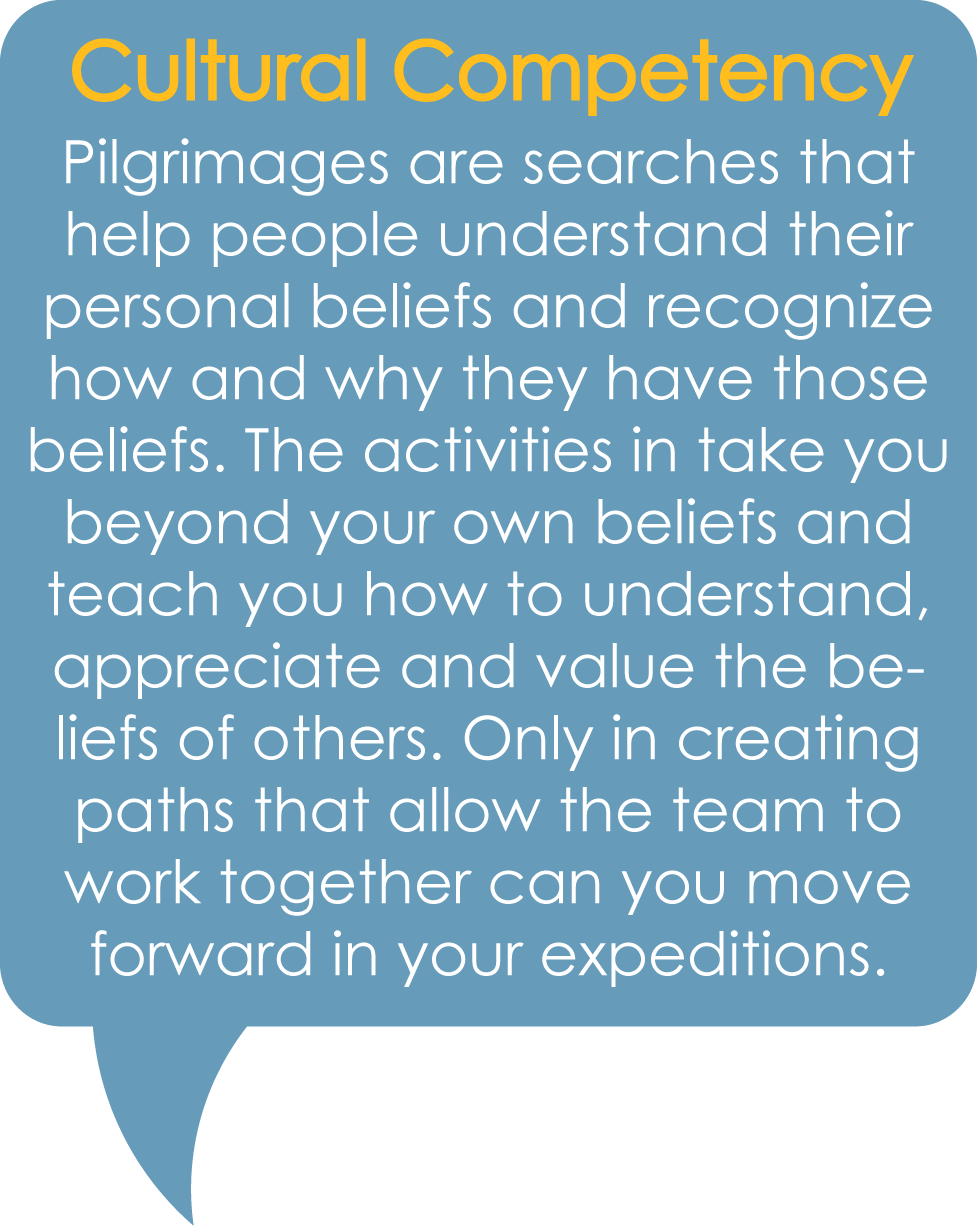 Cultural Competency
Pilgrimages are searches that
help people understand their
personal beliefs and recognize
how and why they have those
beliefs. The activities in take you
beyond your own beliefs and
teach you how to understand,
appreciate and value the be-
liefs of others. Only in creating
paths that allow the team to
work together can you move
forward in your expeditions.